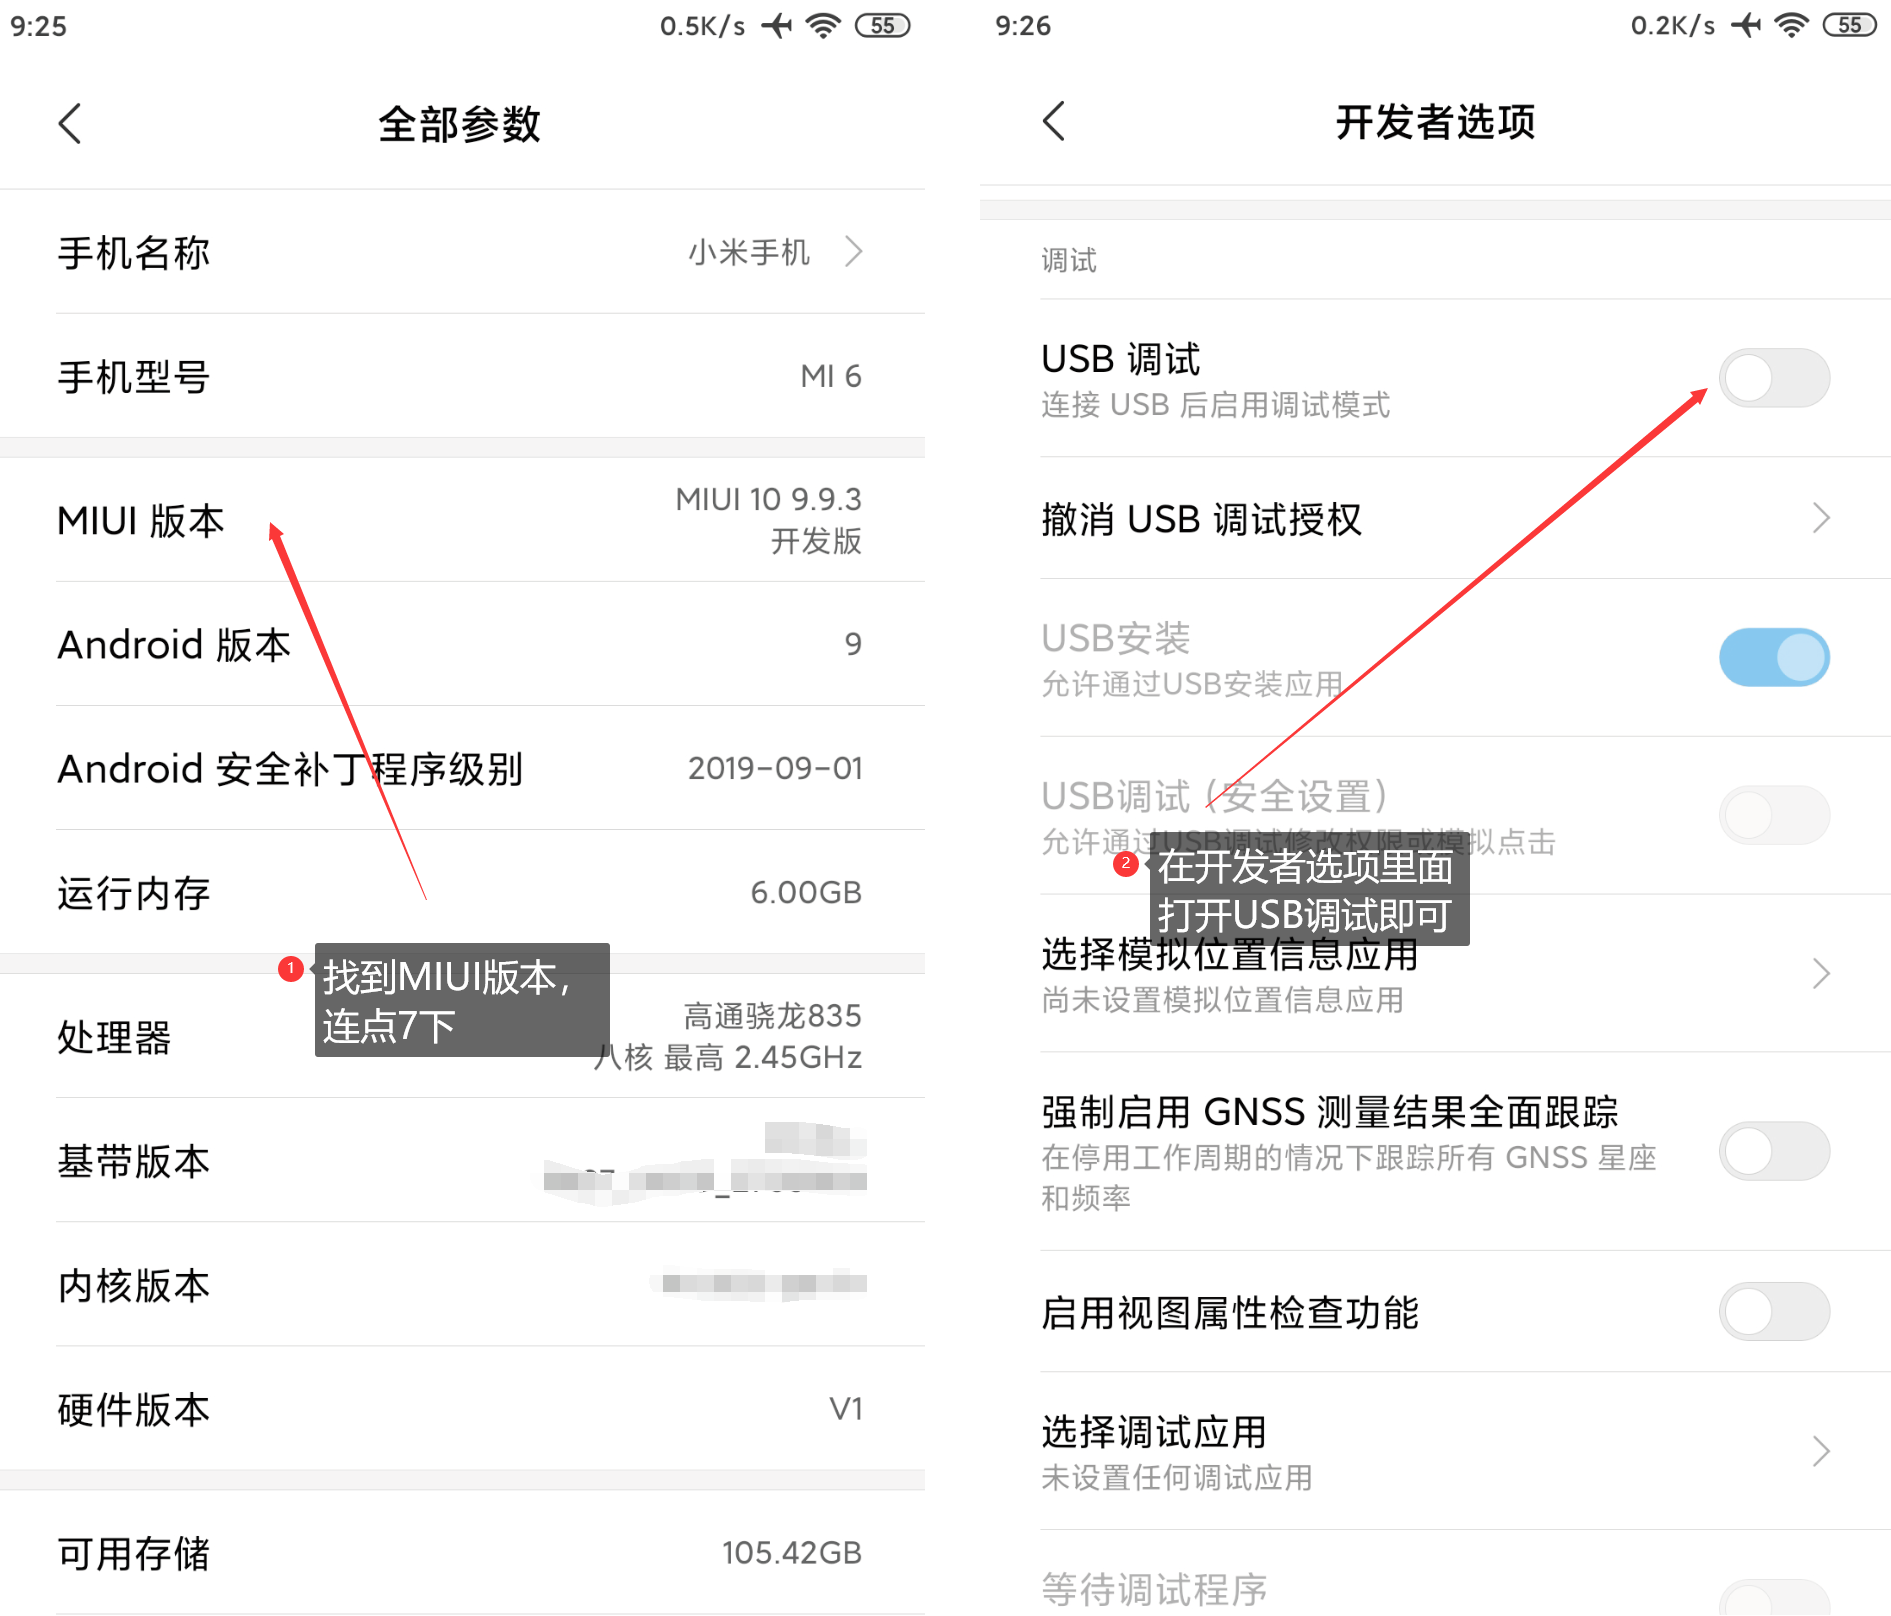 9:25
0.5K/s
55
全部参数
手机名称
小米手机
手机型号
MI 6
MIUI 版本
MIUI 10 9.9.3
开发版
Android 版本
9
Android 安全补丁程序级别
2019-09-01
运行内存
6.00GB
1
找到MIUI版本，
连点7下
处理器
高通骁龙835
八核 最高 2.45GHz
基带版本
内核版本
硬件版本
V1
可用存储
105.42GB
9:26
0.2K/s
55
开发者选项
调试
USB 调试
连接 USB 后启用调试模式
撤消 USB 调试授权
USB安装
允许通过USB安装应用
USB调试（安全设置）
允许通过USB调试修改权限或模拟点击
2
在开发者选项里面
打开USB调试即可
选择模拟位置信息应用
尚未设置模拟位置信息应用
强制启用 GNSS 测量结果全面跟踪
在停用工作周期的情况下跟踪所有 GNSS 星座
和频率
启用视图属性检查功能
选择调试应用
未设置任何调试应用
等待调试程序